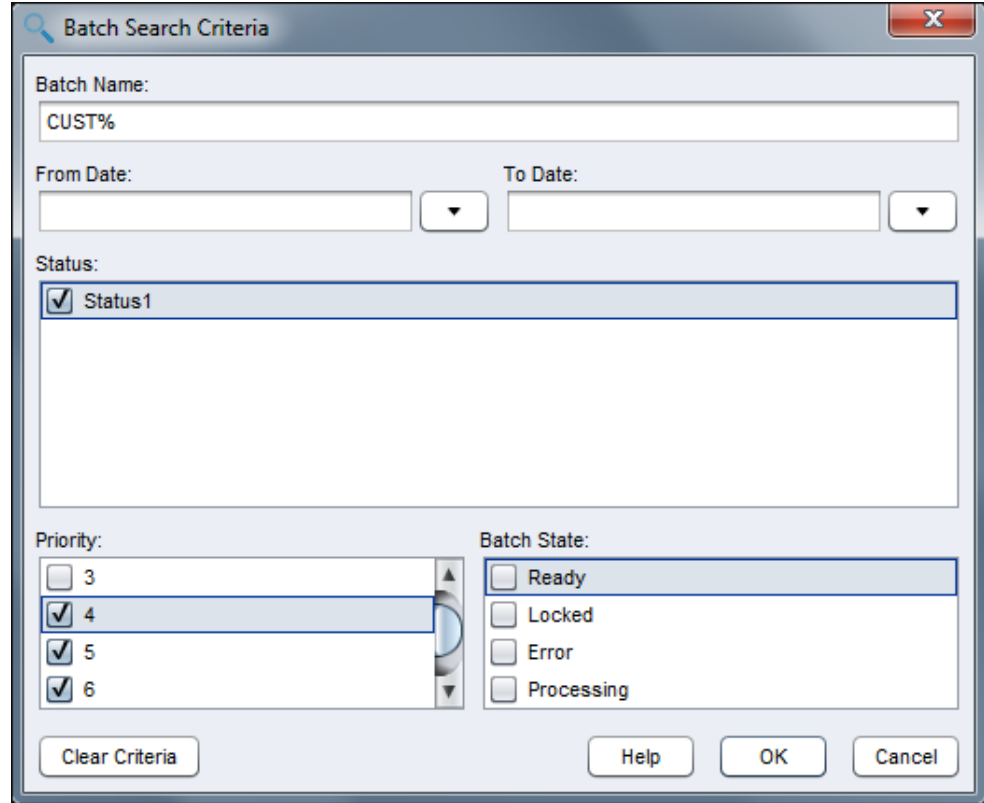 Batch Search Criteria
Batch Name:
CUST%
From Date: To Date:
Status:
Status1
Priority: Batch State:
3 Ready
4 Locked
5 Error
6 Processing
Clear Criteria Help OK Cancel